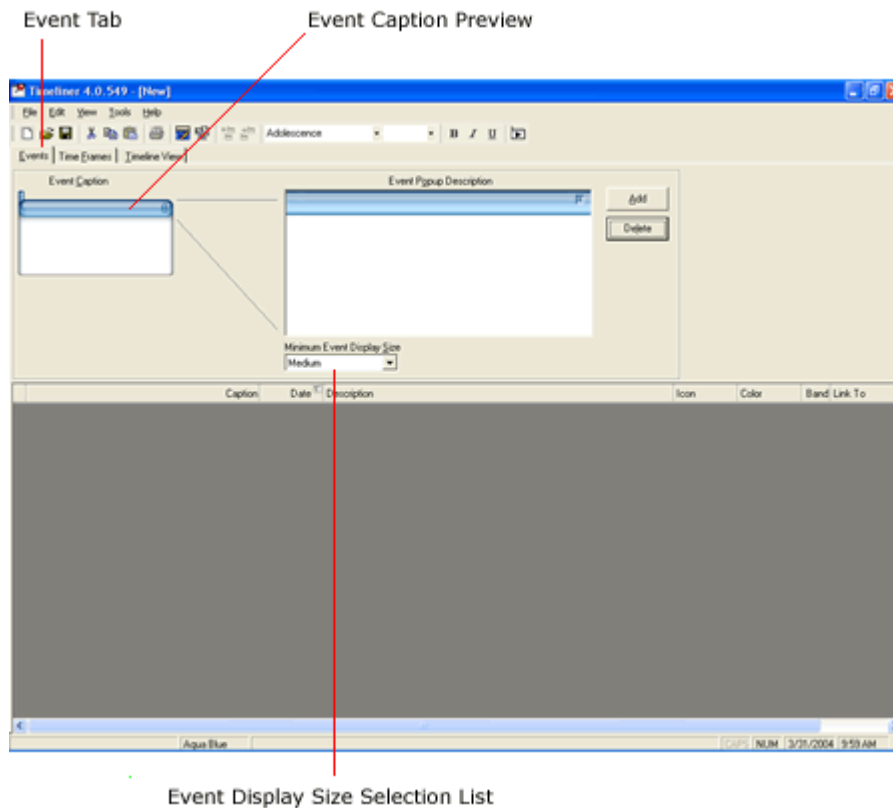 Event Tab
Event Caption Preview
Timeliner 4.0.549 - [New]
File Edit View Tools Help
Adolescence B I U
Events Time Frames Timeline View
Event Caption
Event Popup Description
Add
Delete
Minimum Event Display Size
Medium
Caption Date Description Icon Color Band Link To
Aqua Blue CAPS NUM 3/31/2004 9:59 AM
Event Display Size Selection List